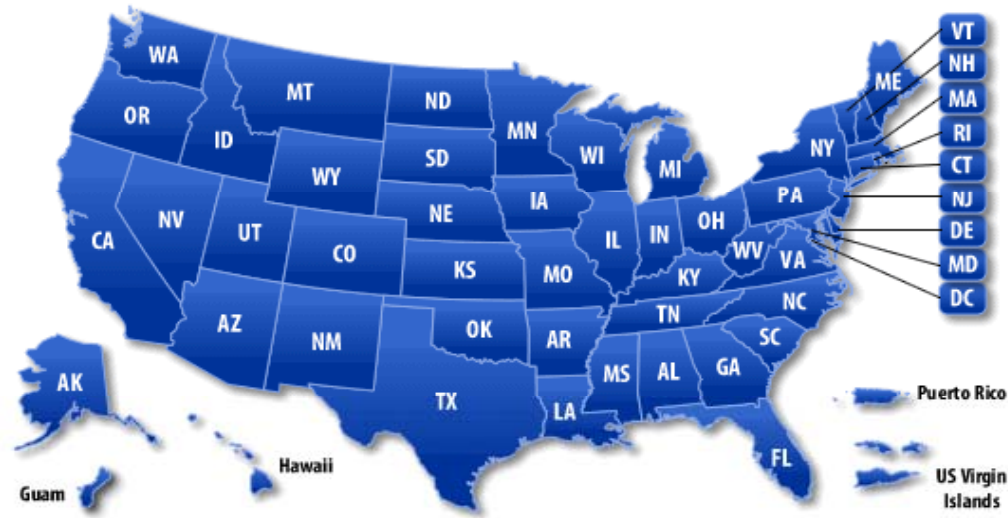 WA
MT
ND
MN
OR
ID
SD
WI
MI
WY
NE
IA
NV
UT
CO
CA
KS
MO
IL
IN
OH
PA
NY
ME
WV
VA
KY
AZ
NM
OK
AR
TN
NC
SC
TX
LA
MS
AL
GA
FL
VT
NH
MA
RI
CT
NJ
DE
MD
DC
AK
Hawaii
Guam
Puerto Rico
US Virgin
Islands